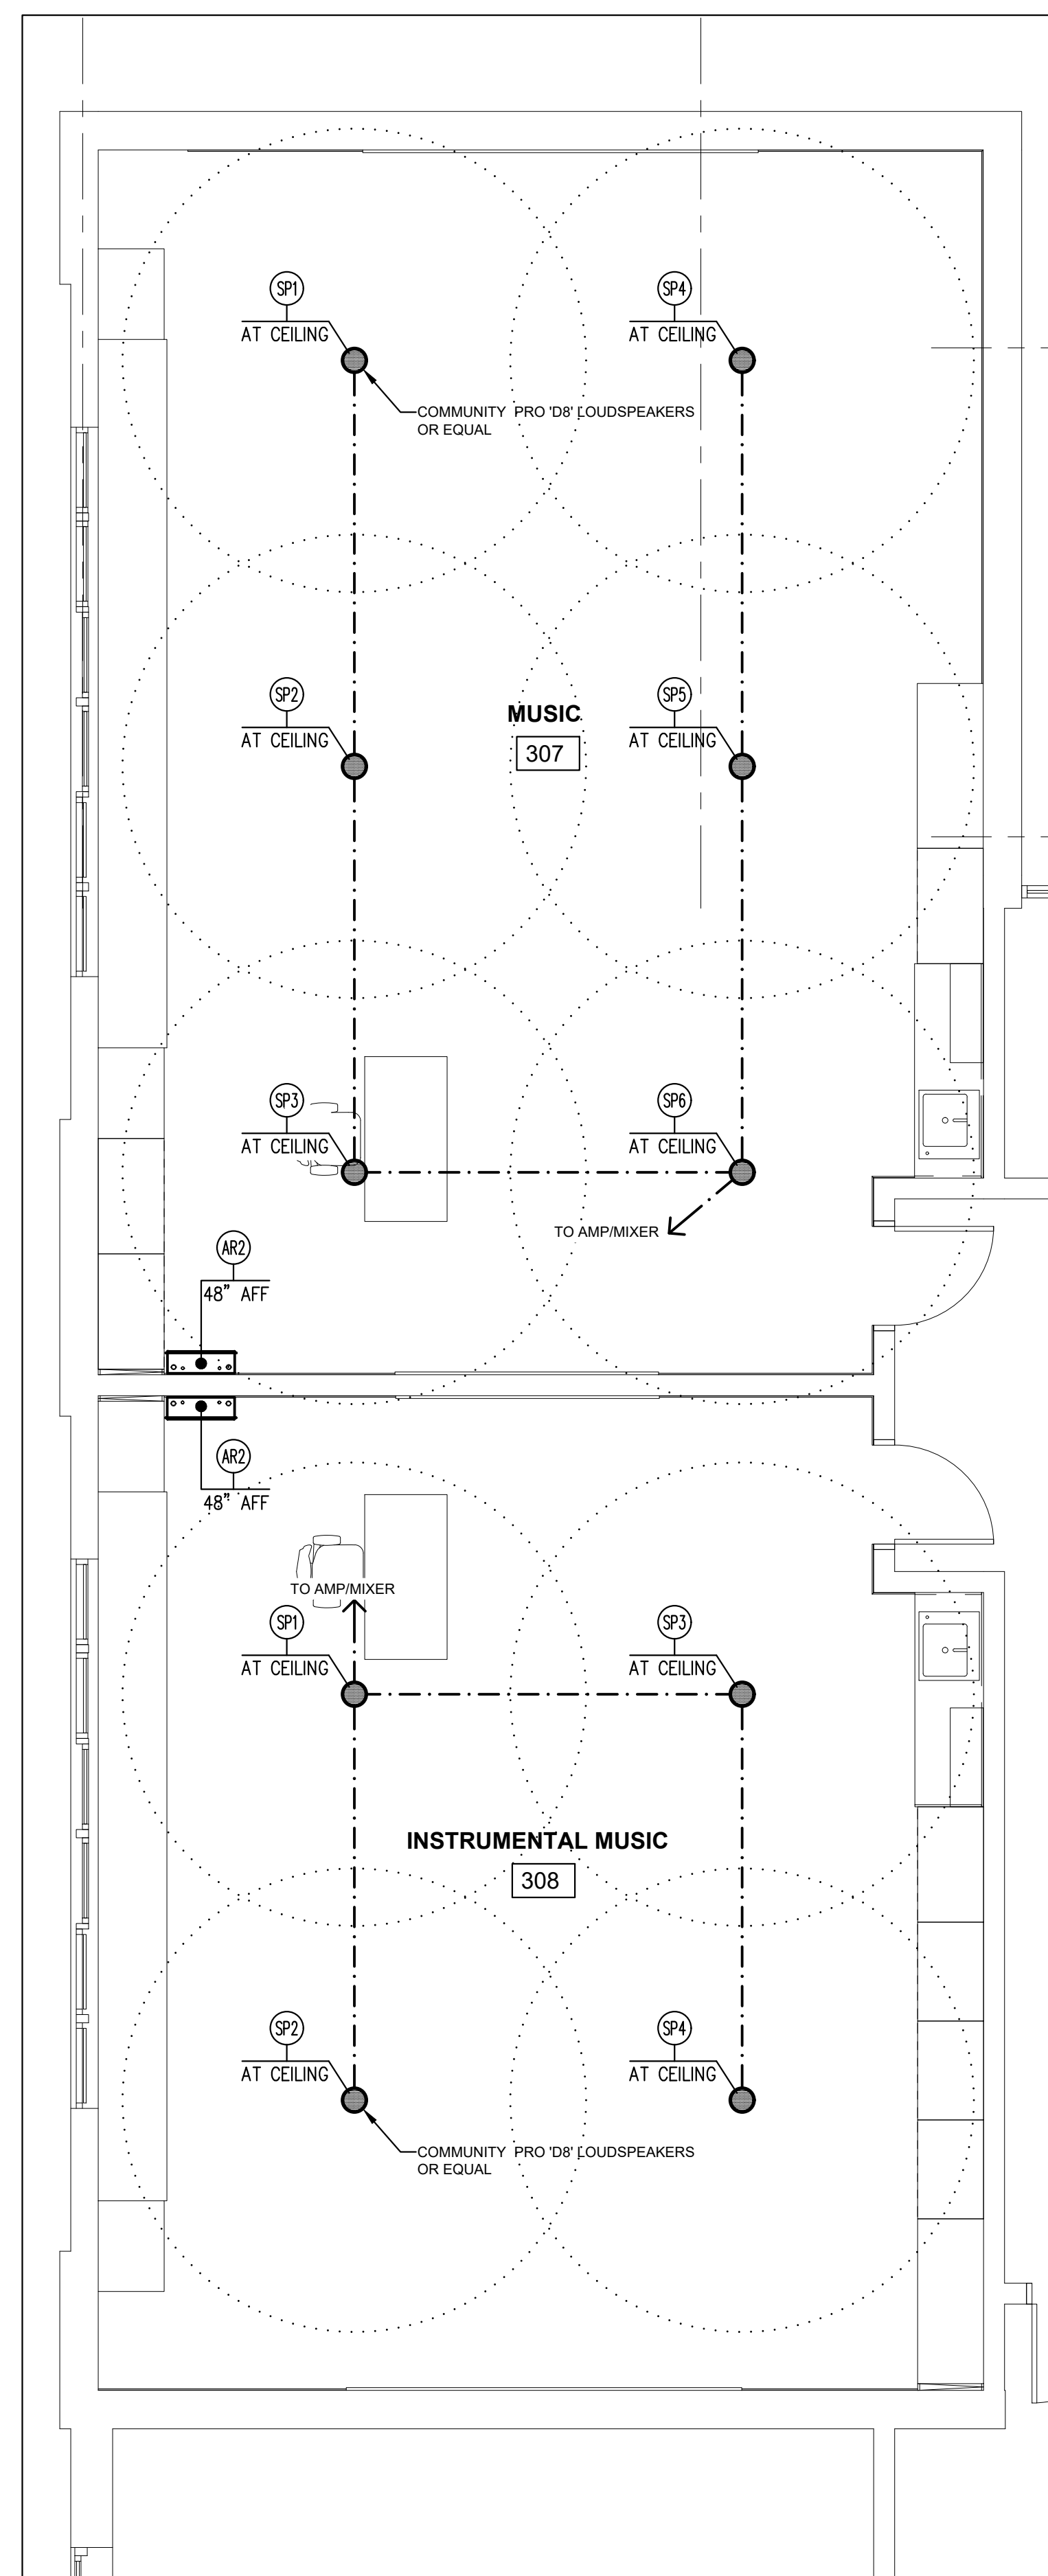 SP1
AT CEILING
SP4
AT CEILING
COMMUNITY PRO 'D8' LOUDSPEAKERS
OR EQUAL
SP2
AT CEILING
SP5
AT CEILING
MUSIC
307
SP3
AT CEILING
SP6
AT CEILING
TO AMP/MIXER
AR2
48" AFF
AR2
48" AFF
TO AMP/MIXER
SP1
AT CEILING
SP3
AT CEILING
INSTRUMENTAL MUSIC
308
SP2
AT CEILING
SP4
AT CEILING
COMMUNITY PRO 'D8' LOUDSPEAKERS
OR EQUAL